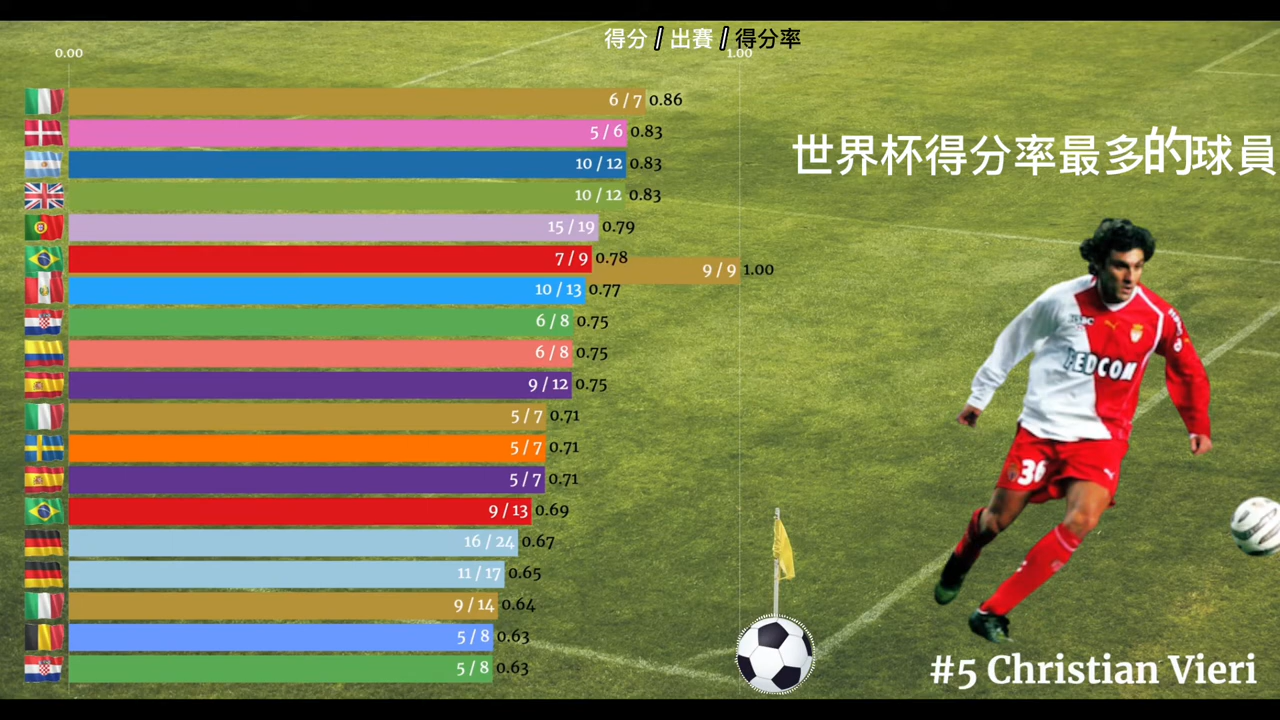 得分 / 出賽 / 得分率
0.00
1.00
6 / 7 0.86
5 / 6 0.83
10 / 12 0.83
10 / 12 0.83
15 / 19 0.79
7 / 9 0.78
9 / 9 1.00
10 / 13 0.77
6 / 8 0.75
6 / 8 0.75
9 / 12 0.75
5 / 7 0.71
5 / 7 0.71
5 / 7 0.71
9 / 13 0.69
16 / 24 0.67
11 / 17 0.65
9 / 14 0.64
5 / 8 0.63
5 / 8 0.63
世界杯得分率最多的球員
FEDCOM
36
#5 Christian Vieri